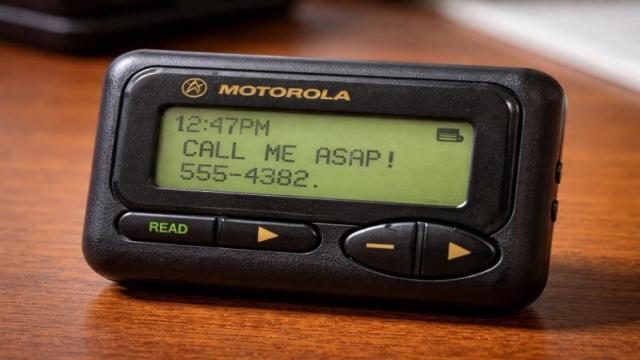 MOTOROLA
12:47PM
CALL ME ASAP!
555-4382.
READ